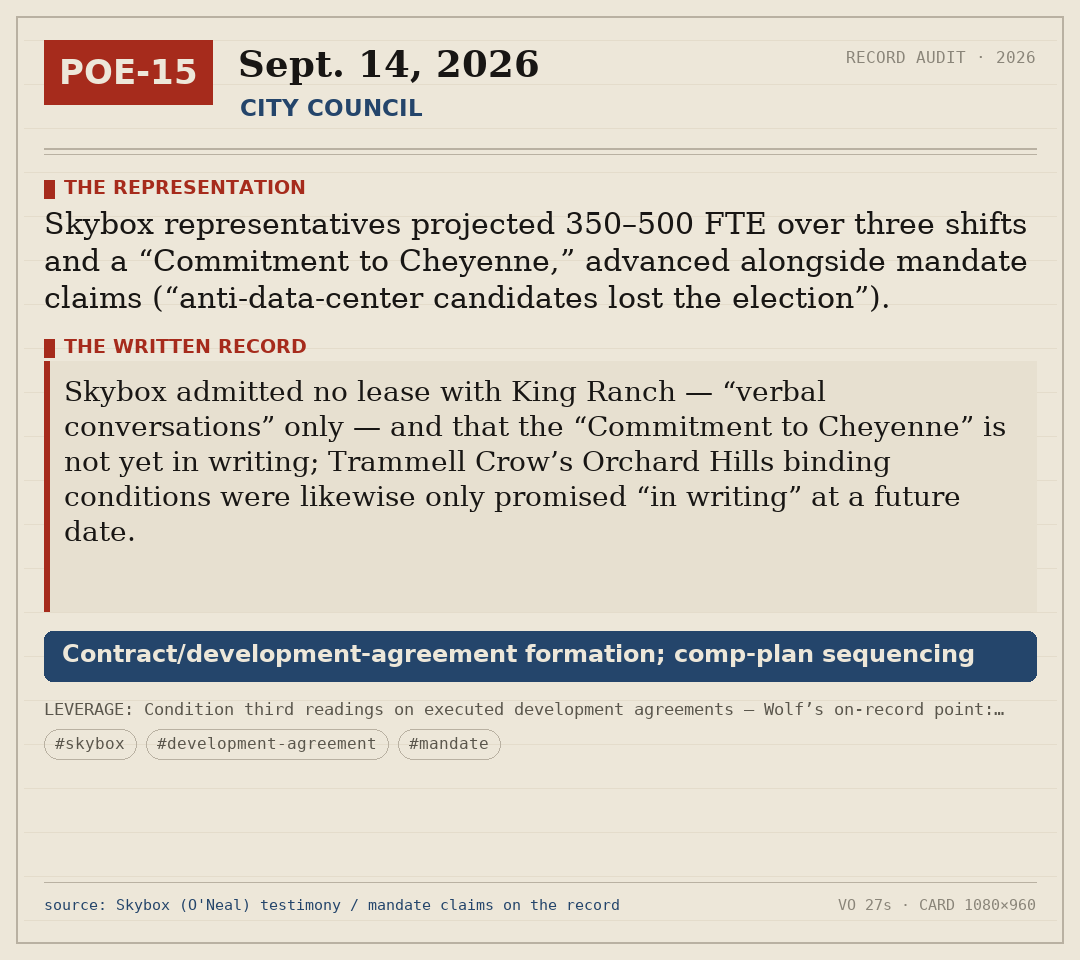 POE-15
Sept. 14, 2026
CITY COUNCIL
RECORD AUDIT · 2026
THE REPRESENTATION
Skybox representatives projected 350–500 FTE over three shifts
and a “Commitment to Cheyenne,” advanced alongside mandate
claims (“anti-data-center candidates lost the election”).
THE WRITTEN RECORD
Skybox admitted no lease with King Ranch — “verbal
conversations” only — and that the “Commitment to Cheyenne” is
not yet in writing; Trammell Crow’s Orchard Hills binding
conditions were likewise only promised “in writing” at a future
date.
Contract/development-agreement formation; comp-plan sequencing
LEVERAGE: Condition third readings on executed development agreements — Wolf’s on-record point:…
#skybox #development-agreement #mandate
source: Skybox (O'Neal) testimony / mandate claims on the record
VO 27s · CARD 1080×960